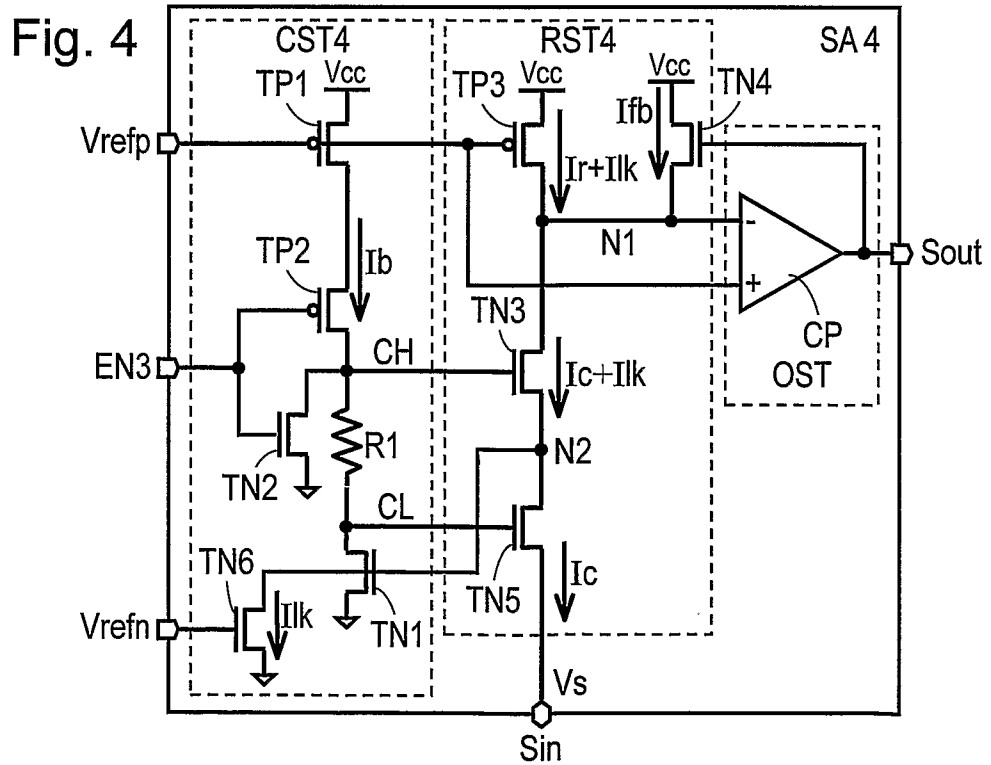 Fig. 4
CST4
RST4
SA 4
TP1
Vcc
TP3
Vcc
Vcc
TN4
Ifb
Vrefp
Ir+Ilk
N1
-
+
Sout
CP
OST
TP2
Ib
TN3
EN3
CH
Ic+Ilk
R1
N2
TN2
CL
TN6
TN5
Ic
Vrefn
Ilk
TN1
Vs
Sin